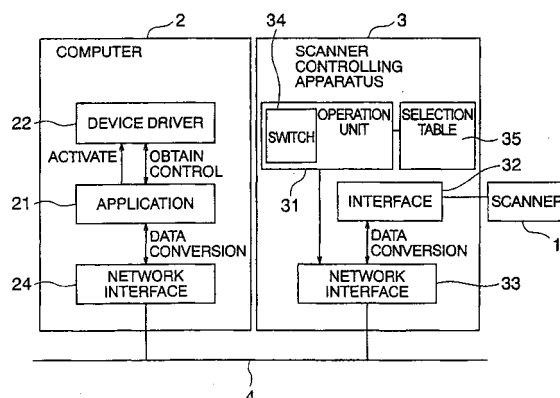 2
COMPUTER
22
DEVICE DRIVER
ACTIVATE
OBTAIN
CONTROL
21
APPLICATION
DATA
CONVERSION
24
NETWORK
INTERFACE
3
SCANNER
CONTROLLING
APPARATUS
34
OPERATION
UNIT
SWITCH
SELECTION
TABLE
35
31
32
INTERFACE
SCANNER
1
DATA
CONVERSION
NETWORK
INTERFACE
33
4